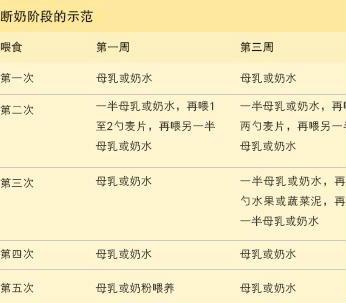 断奶阶段的示范
喂食 第一周 第三周
第一次 母乳或奶水 母乳或奶水
第二次 一半母乳或奶水，再喂1 一半母乳或奶水，再
至2勺麦片，再喂另一半 两勺麦片，再喂另一
母乳或奶水 母乳或奶水
第三次 母乳或奶水 一半母乳或奶水，再
勺水果或蔬菜泥，再
一半母乳或奶水
第四次 母乳或奶水 母乳或奶水
第五次 母乳或奶粉喂养 母乳或奶水